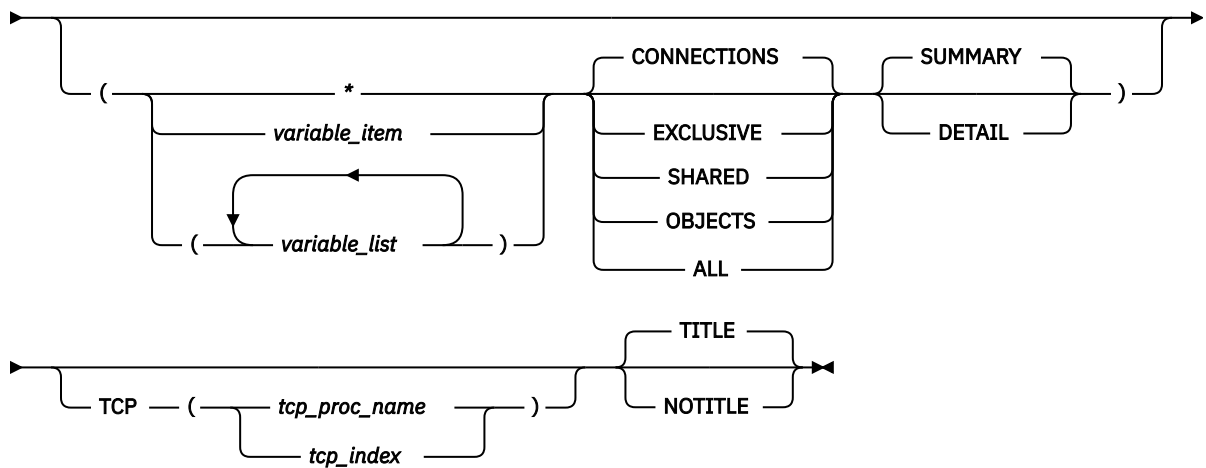 CONNECTIONS SUMMARY
( * )
variable_item EXCLUSIVE DETAIL
SHARED
OBJECTS
( variable_list )
ALL
TITLE
TCP ( tcp_proc_name ) NOTITLE
tcp_index